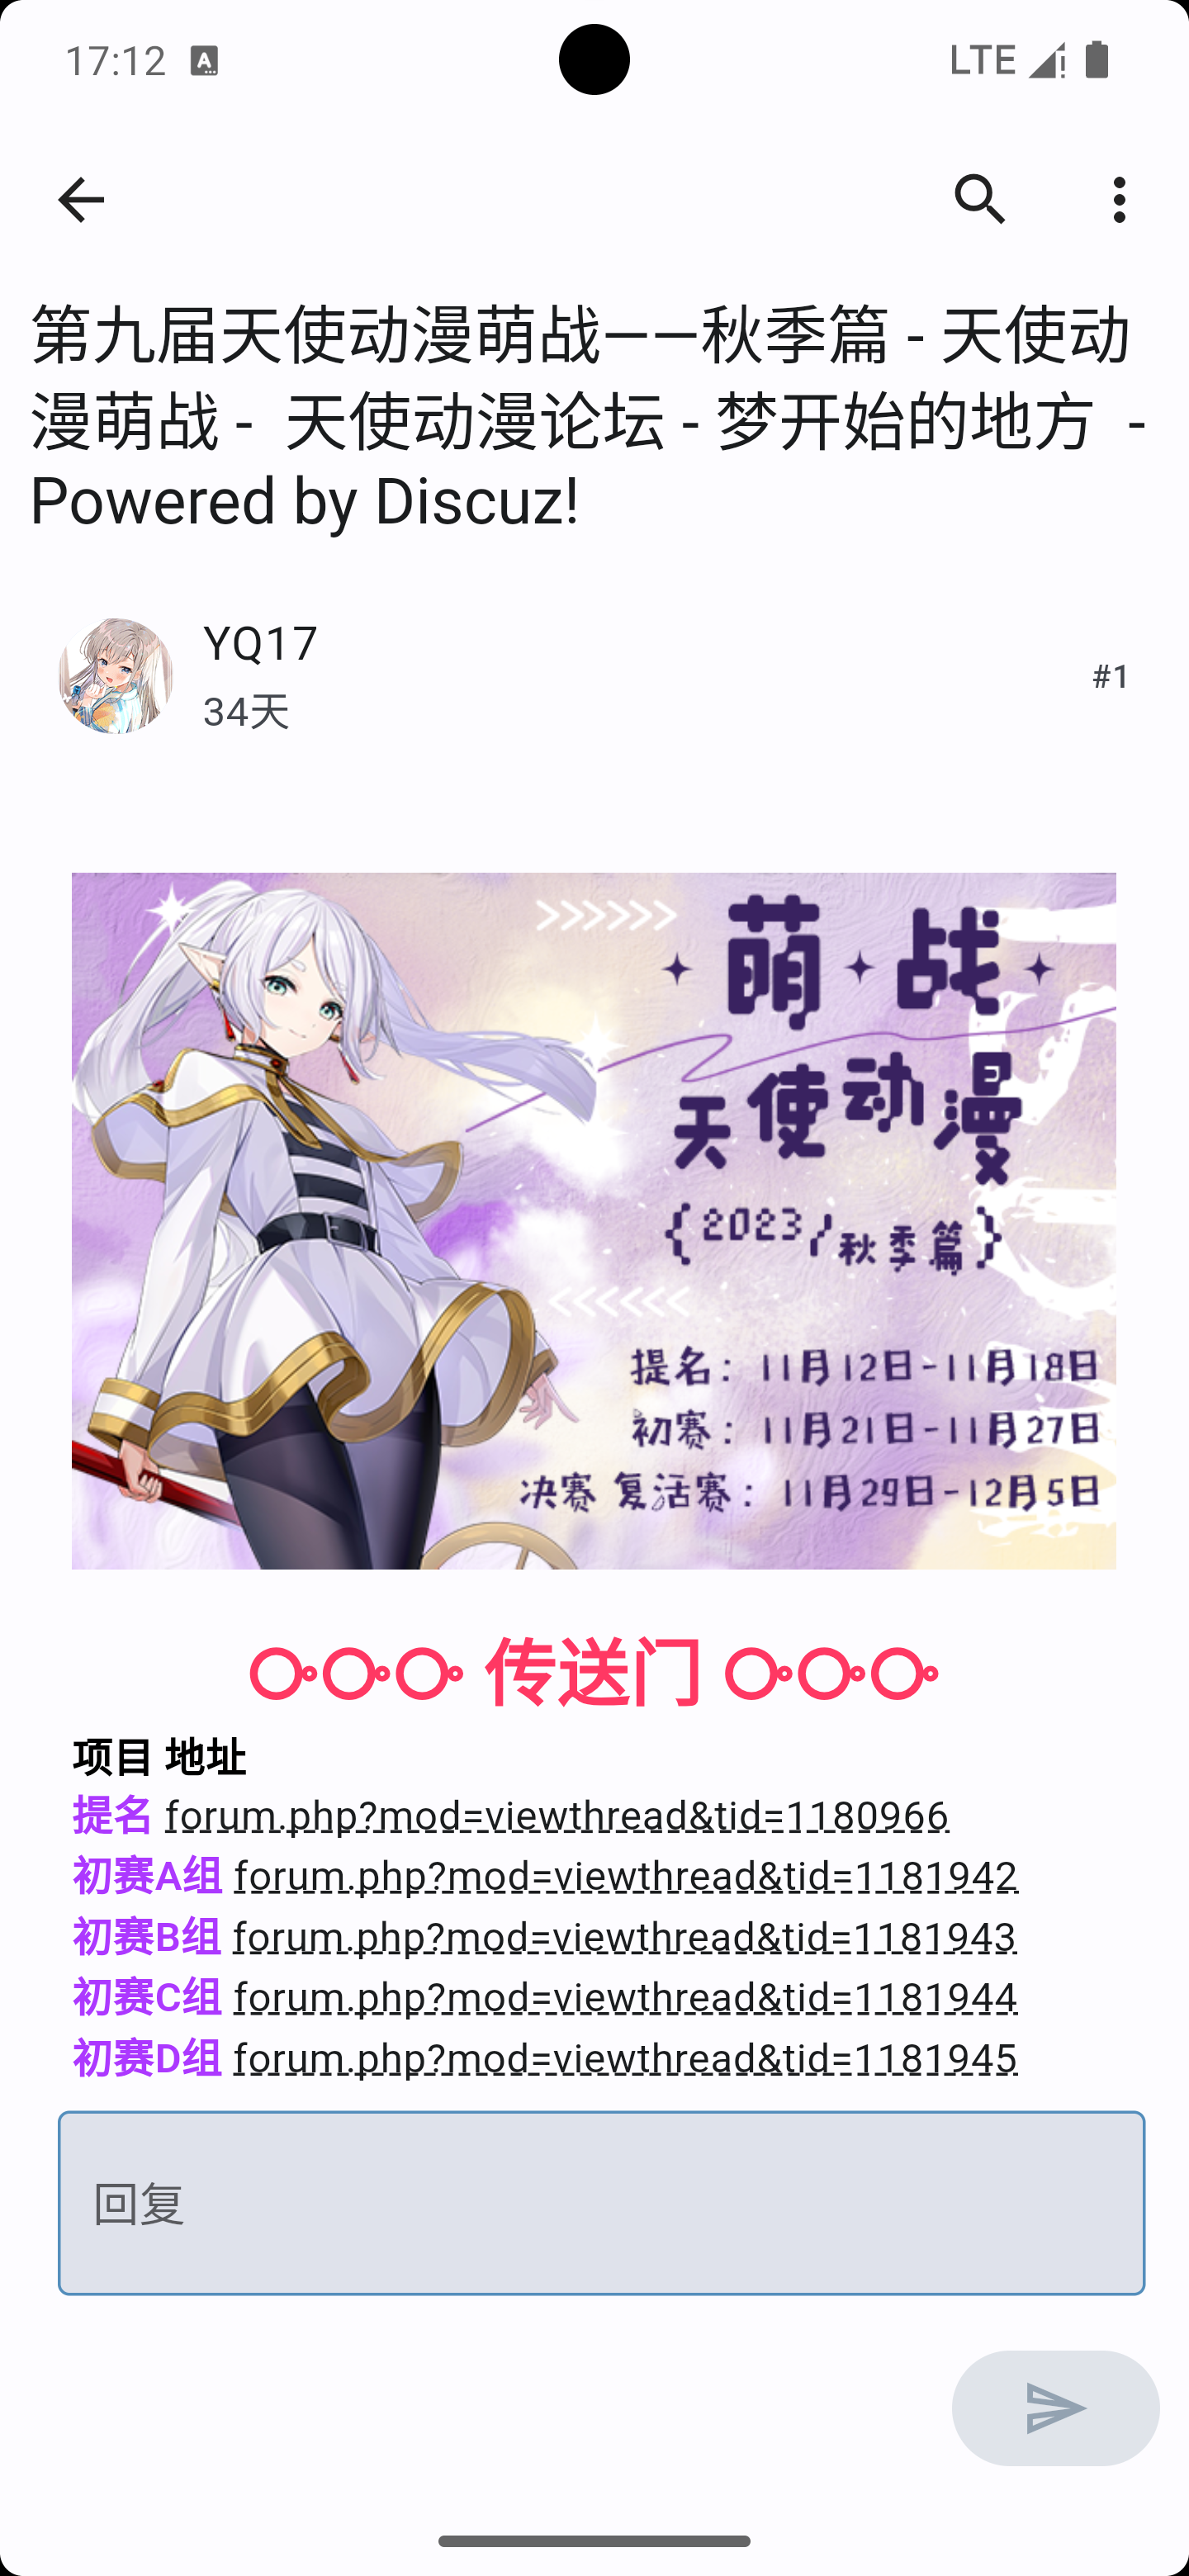 17:12
LTE
第九届天使动漫萌战——秋季篇 - 天使动
漫萌战 -  天使动漫论坛 - 梦开始的地方  -
Powered by Discuz!
YQ17
34天
#1
>>>>>>
萌战
天使动漫
{2023/秋季篇}
<<<<<<
提名：11月12日-11月18日
初赛：11月21日-11月27日
决赛 复活赛：11月29日-12月5日
传送门
项目 地址
提名 forum.php?mod=viewthread&tid=1180966
初赛A组 forum.php?mod=viewthread&tid=1181942
初赛B组 forum.php?mod=viewthread&tid=1181943
初赛C组 forum.php?mod=viewthread&tid=1181944
初赛D组 forum.php?mod=viewthread&tid=1181945
回复